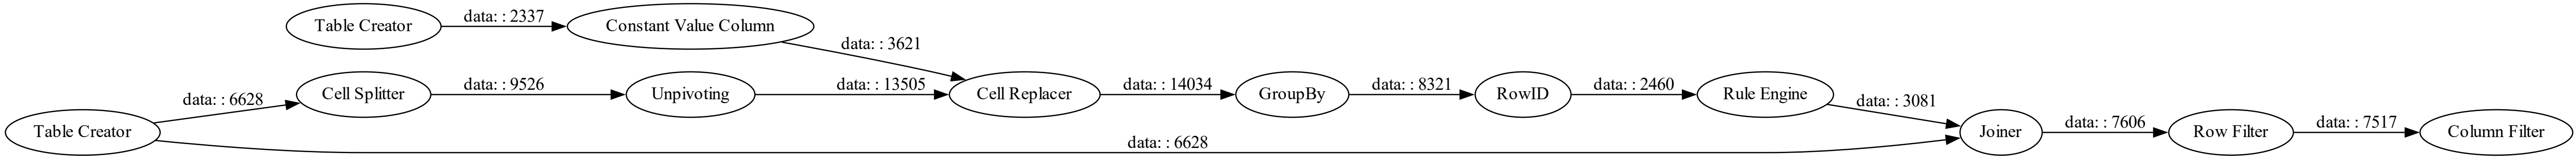 Table Creator
data: : 2337
Constant Value Column
data: : 3621
Table Creator
data: : 6628
Cell Splitter
data: : 9526
Unpivoting
data: : 13505
Cell Replacer
data: : 14034
GroupBy
data: : 8321
RowID
data: : 2460
Rule Engine
data: : 3081
data: : 6628
Joiner
data: : 7606
Row Filter
data: : 7517
Column Filter